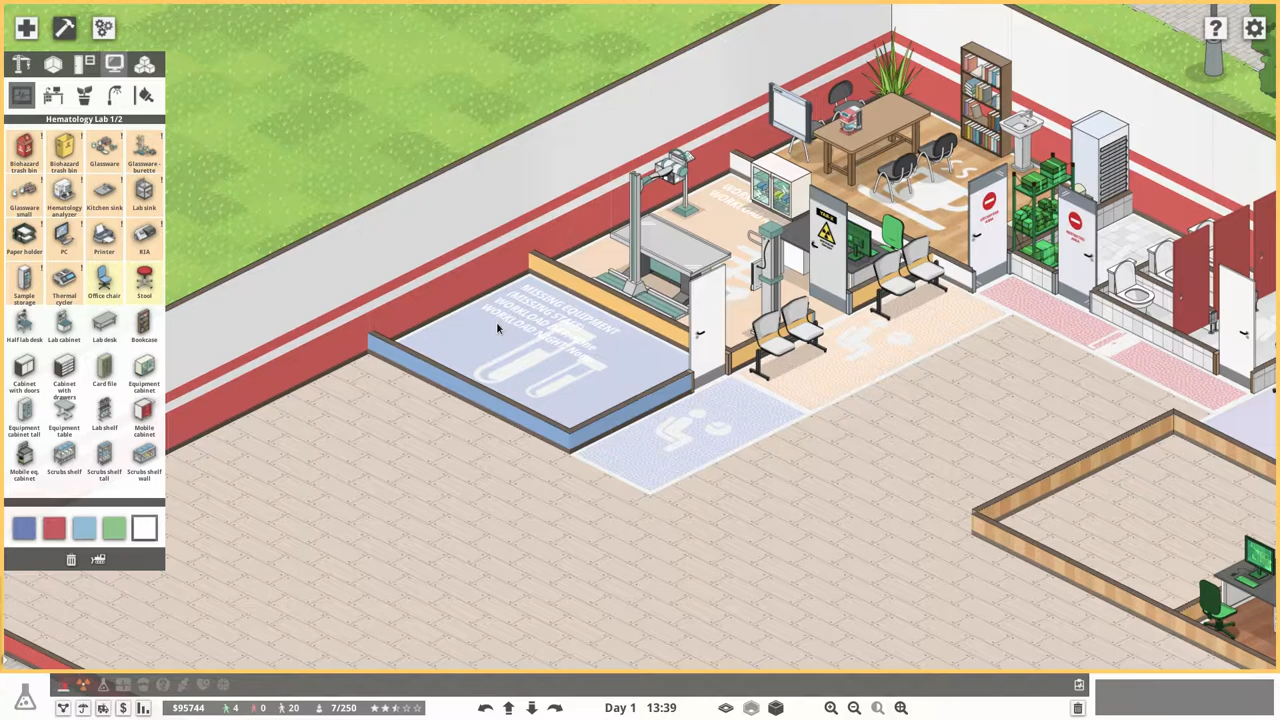 Hematology Lab 1/2
Biohazard trash bin
Biohazard trash bin
Glassware
Glassware - burette
Glassware small
Hematology analyzer
Kitchen sink
Lab sink
Paper holder
PC
Printer
RIA
Sample storage
Thermal cycler
Office chair
Stool
Half lab desk
Lab cabinet
Lab desk
Bookcase
Cabinet with doors
Cabinet with drawers
Card file
Equipment cabinet
Equipment cabinet tall
Equipment table
Lab shelf
Mobile cabinet
Mobile eq. cabinet
Scrubs shelf
Scrubs shelf tall
Scrubs shelf wall
MISSING EQUIPMENT
$95744
4
0
20
7/250
Day 1 13:39
?